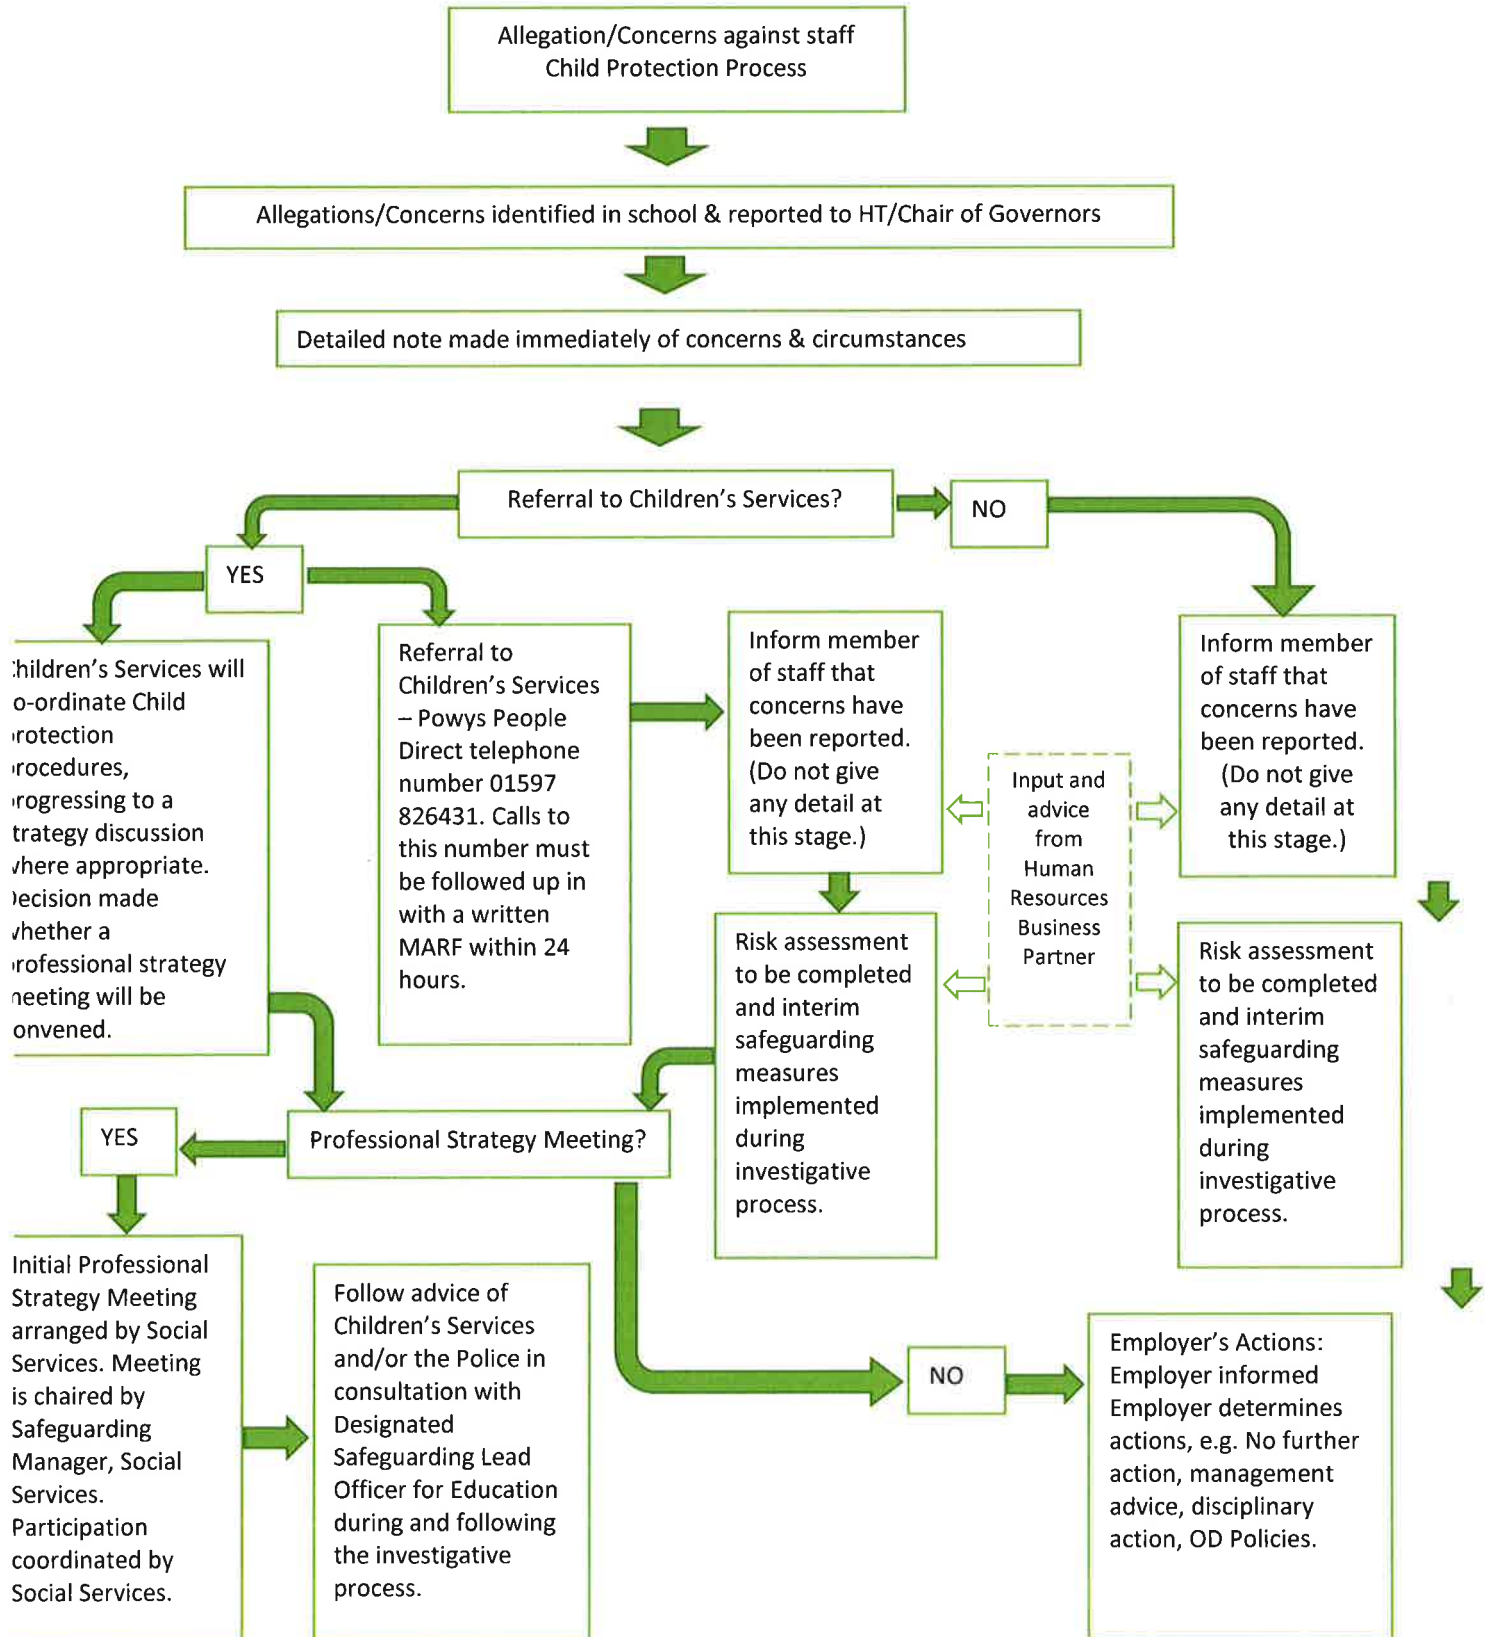 Allegation/Concerns against staff
Child Protection Process
Allegations/Concerns identified in school & reported to HT/Chair of Governors
Detailed note made immediately of concerns & circumstances
Referral to Children's Services?
NO
YES
hildren's Services will
o-ordinate Child
rotection
rocedures,
rogressing to a
trategy discussion
here appropriate.
ecision made
hether a
rofessional strategy
eeting will be
onvened.
Referral to
Children's Services
– Powys People
Direct telephone
number 01597
826431. Calls to
this number must
be followed up in
with a written
MARF within 24
hours.
Inform member
of staff that
concerns have
been reported.
(Do not give
any detail at
this stage.)
Input and
advice
from
Human
Resources
Business
Partner
Inform member
of staff that
concerns have
been reported.
(Do not give
any detail at
this stage.)
Risk assessment
to be completed
and interim
safeguarding
measures
implemented
during
investigative
process.
Risk assessment
to be completed
and interim
safeguarding
measures
implemented
during
investigative
process.
YES
Professional Strategy Meeting?
Initial Professional
Strategy Meeting
arranged by Social
Services. Meeting
is chaired by
Safeguarding
Manager, Social
Services.
Participation
coordinated by
Social Services.
Follow advice of
Children's Services
and/or the Police in
consultation with
Designated
Safeguarding Lead
Officer for Education
during and following
the investigative
process.
NO
Employer's Actions:
Employer informed
Employer determines
actions, e.g. No further
action, management
advice, disciplinary
action, OD Policies.